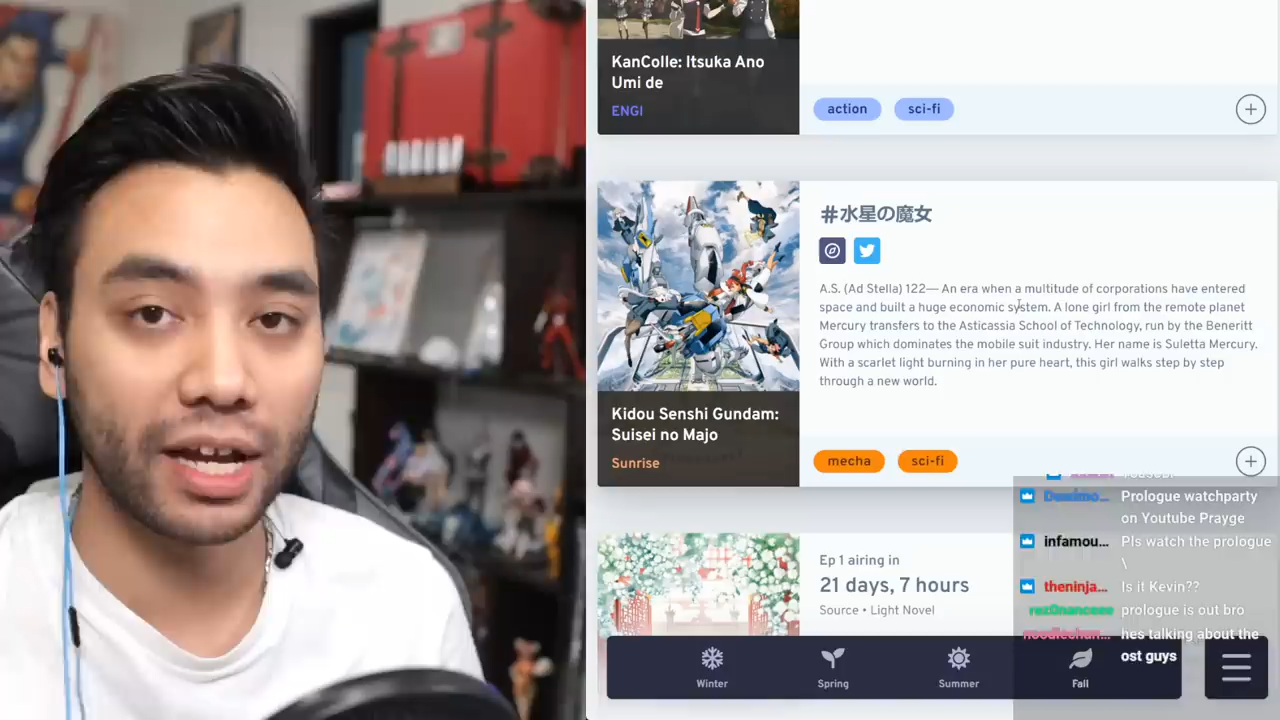 KanColle: Itsuka Ano
Umi de
ENGI
action
sci-fi
#水星の魔女
A.S. (Ad Stella) 122— An era when a multitude of corporations have entered
space and built a huge economic system. A lone girl from the remote planet
Mercury transfers to the Asticassia School of Technology, run by the Beneritt
Group which dominates the mobile suit industry. Her name is Suletta Mercury.
With a scarlet light burning in her pure heart, this girl walks step by step
through a new world.
Kidou Senshi Gundam:
Suisei no Majo
Sunrise
mecha
sci-fi
Ep 1 airing in
21 days, 7 hours
Source • Light Novel
Prologue watchparty
on Youtube Prayge
infamou... Pls watch the prologue
\
theninja... Is it Kevin??
rez0nanceee prologue is out bro
hes talking about the
ost guys
Winter
Spring
Summer
Fall